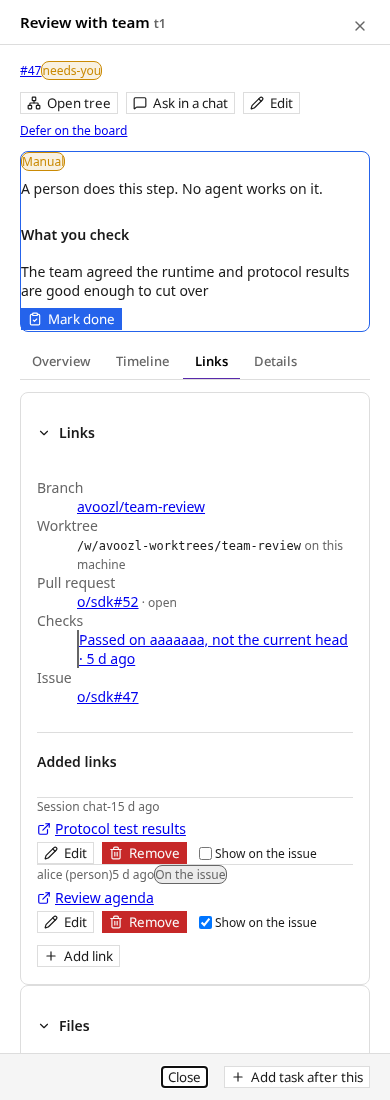 Review with team t1
#47 needs-you
Open tree Ask in a chat Edit
Defer on the board
Manual
A person does this step. No agent works on it.
What you check
The team agreed the runtime and protocol results
are good enough to cut over
Mark done
Overview Timeline Links Details
Links
Branch
avoozl/team-review
Worktree
/w/avoozl-worktrees/team-review on this
machine
Pull request
o/sdk#52 · open
Checks
Passed on aaaaaaa, not the current head
· 5 d ago
Issue
o/sdk#47
Added links
Session chat-15 d ago
Protocol test results
Edit Remove Show on the issue
alice (person)5 d ago On the issue
Review agenda
Edit Remove Show on the issue
Add link
Files
Close Add task after this